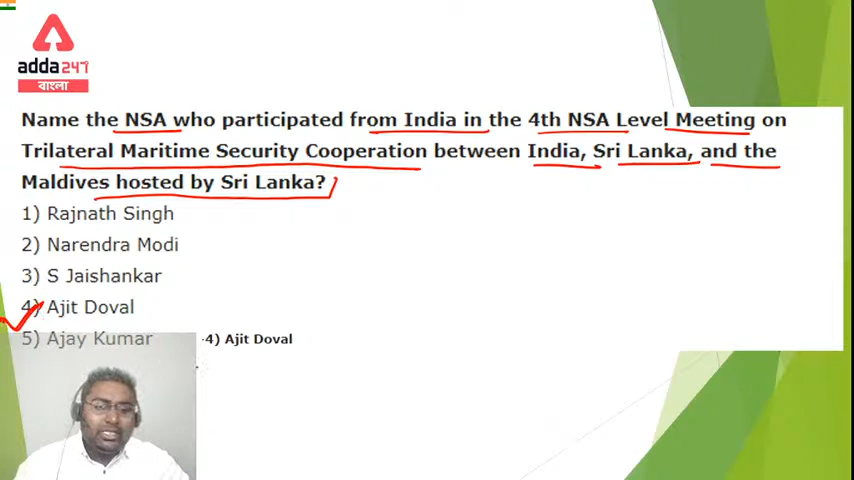 adda247
বাংলা
Name the NSA who participated from India in the 4th NSA Level Meeting on
Trilateral Maritime Security Cooperation between India, Sri Lanka, and the
Maldives hosted by Sri Lanka?
1) Rajnath Singh
2) Narendra Modi
3) S Jaishankar
4) Ajit Doval
5) Ajay Kumar
-4) Ajit Doval